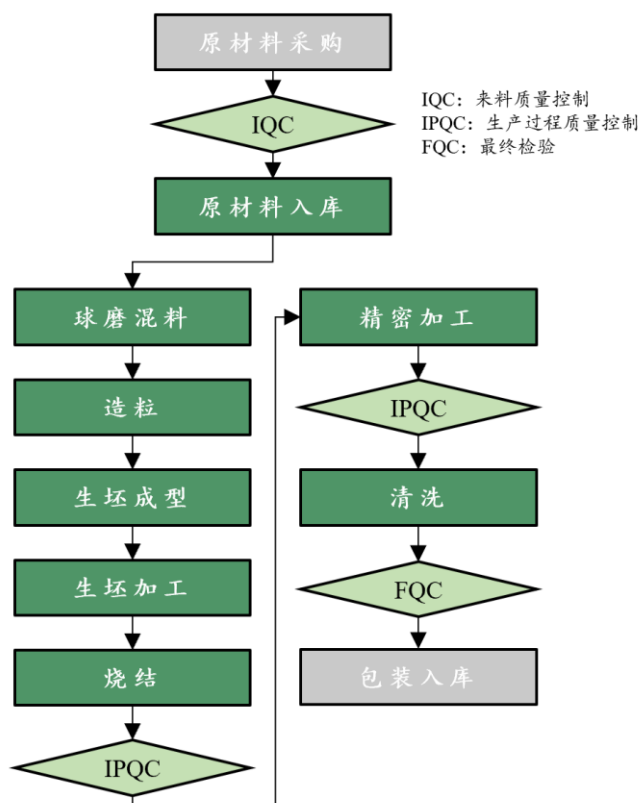 原材料采购
IQC
IQC：来料质量控制
IPQC：生产过程质量控制
FQC：最终检验
原材料入库
球磨混料
造粒
生坯成型
生坯加工
烧结
IPQC
精密加工
IPQC
清洗
FQC
包装入库